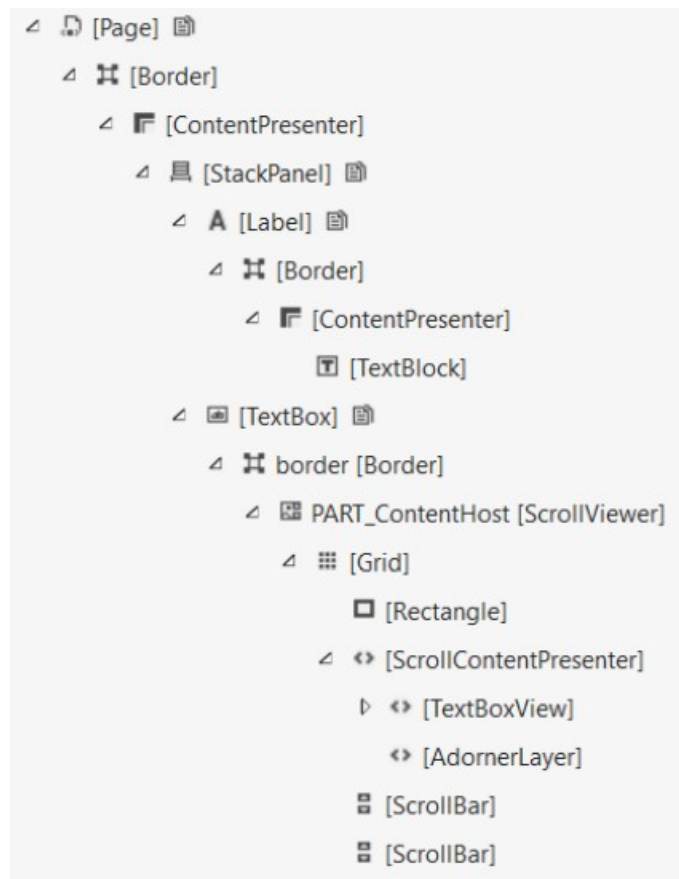 [Page]
[Border]
[ContentPresenter]
[StackPanel]
[Label]
[Border]
[ContentPresenter]
[TextBlock]
[TextBox]
border [Border]
PART_ContentHost [ScrollViewer]
[Grid]
[Rectangle]
[ScrollContentPresenter]
[TextBoxView]
[AdornerLayer]
[ScrollBar]
[ScrollBar]